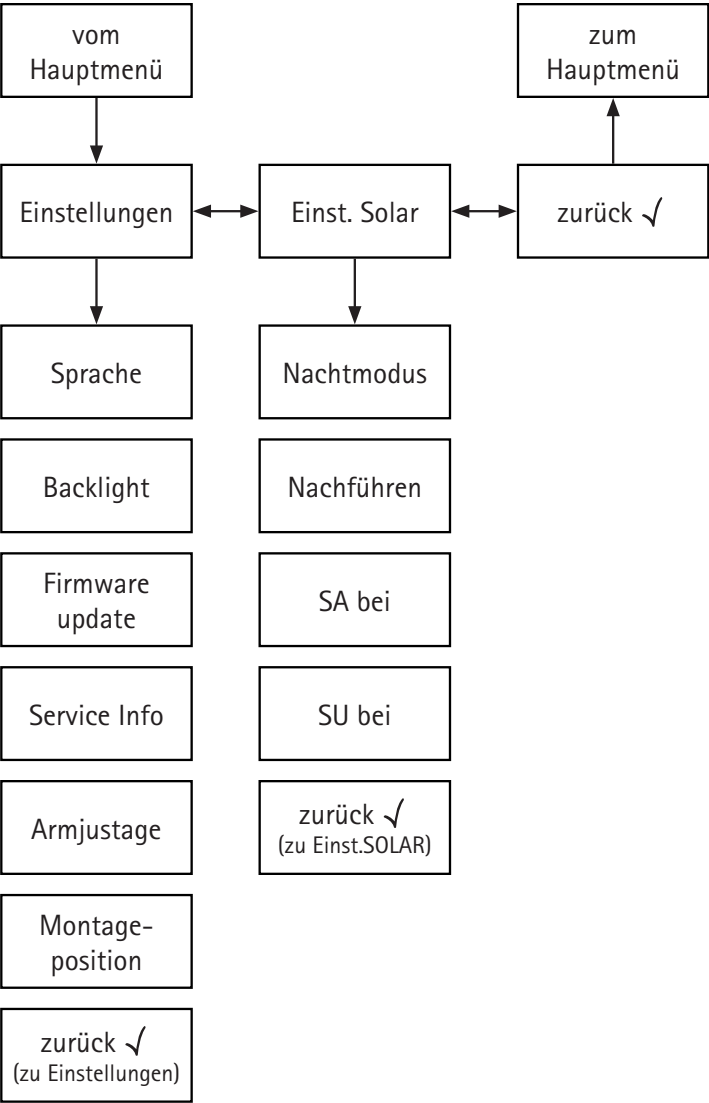 vom
Hauptmenü
zum
Hauptmenü
Einstellungen
Einst. Solar
zurück √
Sprache
Nachtmodus
Backlight
Nachführen
Firmware
update
SA bei
Service Info
SU bei
Armjustage
zurück √
(zu Einst.SOLAR)
Montage-
position
zurück √
(zu Einstellungen)